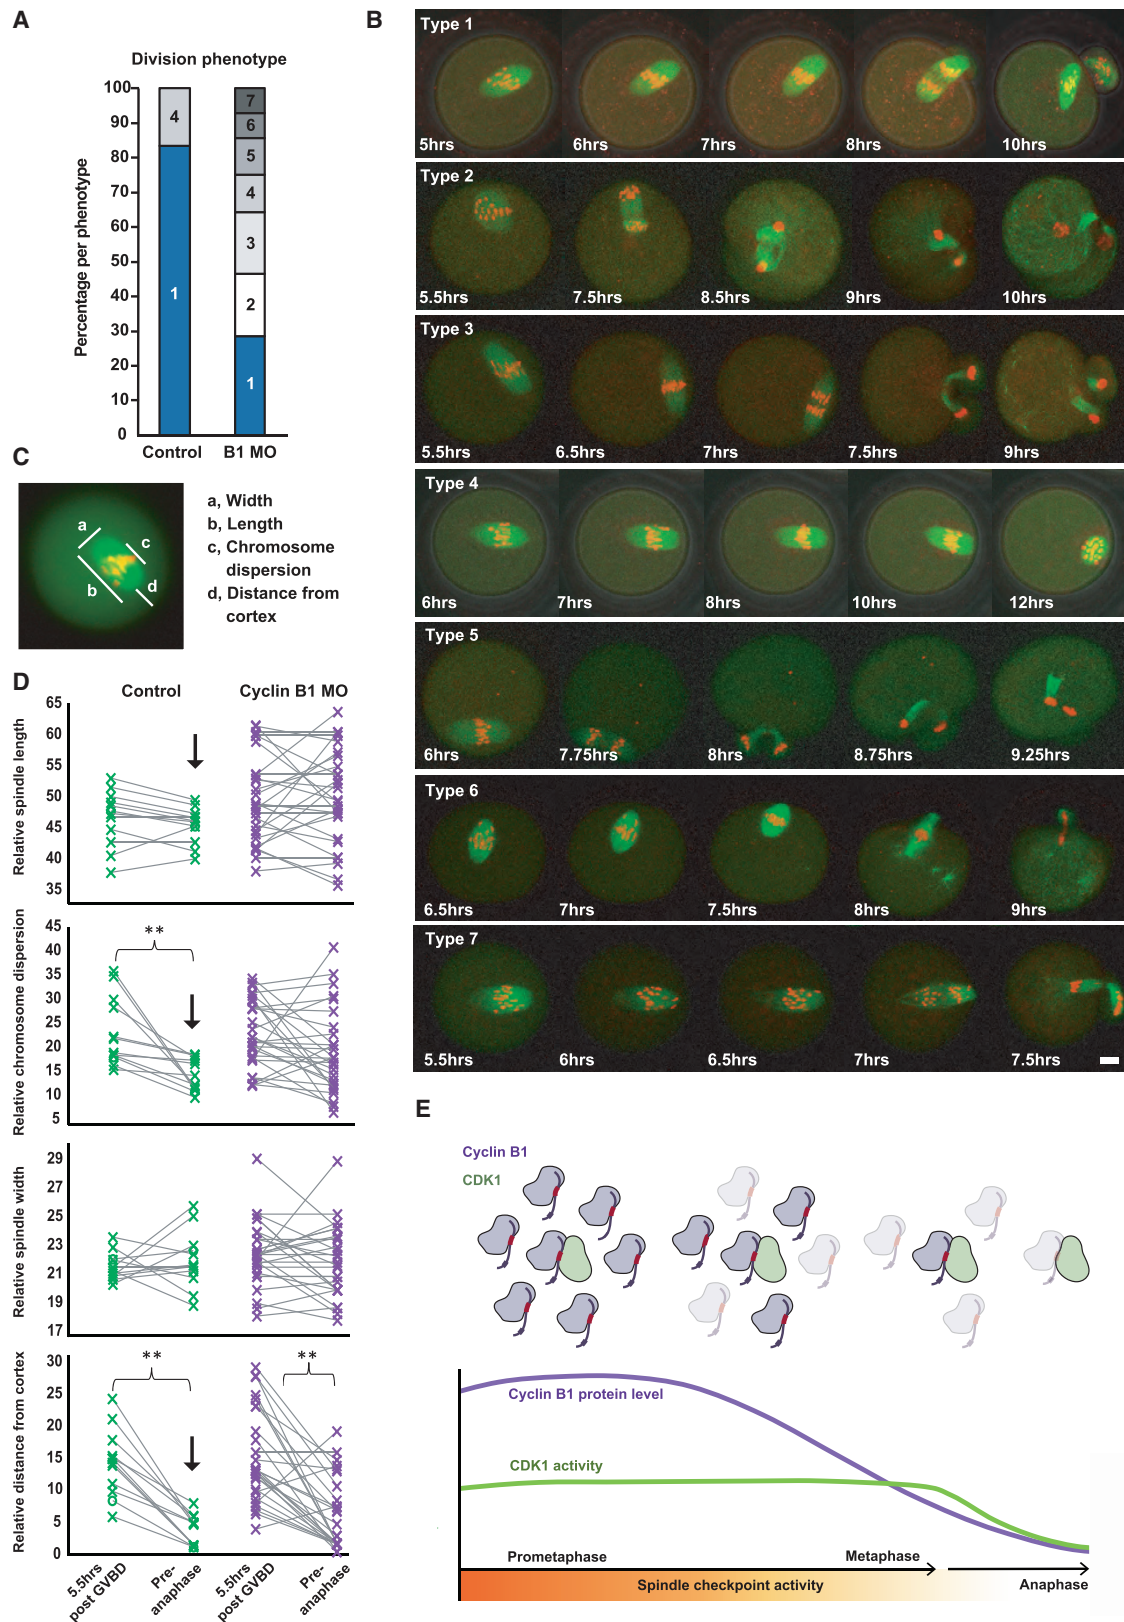 A
Division phenotype
Percentage per phenotype
100
90
80
70
60
50
40
30
20
10
0
4
1
7
6
5
4
3
2
1
Control
B1 MO
B
Type 1
5hrs
6hrs
7hrs
8hrs
10hrs
Type 2
5.5hrs
7.5hrs
8.5hrs
9hrs
10hrs
Type 3
5.5hrs
6.5hrs
7hrs
7.5hrs
9hrs
Type 4
6hrs
7hrs
8hrs
10hrs
12hrs
Type 5
6hrs
7.75hrs
8hrs
8.75hrs
9.25hrs
Type 6
6.5hrs
7hrs
7.5hrs
8hrs
9hrs
Type 7
5.5hrs
6hrs
6.5hrs
7hrs
7.5hrs
C
a
b
c
d
a, Width
b, Length
c, Chromosome
dispersion
d, Distance from
cortex
D
Control
Cyclin B1 MO
Relative spindle length
65
60
55
50
45
40
35
Relative chromosome dispersion
45
40
35
30
25
20
15
10
5
**
Relative spindle width
29
27
25
23
21
19
17
Relative distance from cortex
30
25
20
15
10
5
0
**
**
5.5hrs
post GVBD
Pre-
anaphase
5.5hrs
post GVBD
Pre-
anaphase
E
Cyclin B1
CDK1
Cyclin B1 protein level
CDK1 activity
Prometaphase
Metaphase
Spindle checkpoint activity
Anaphase